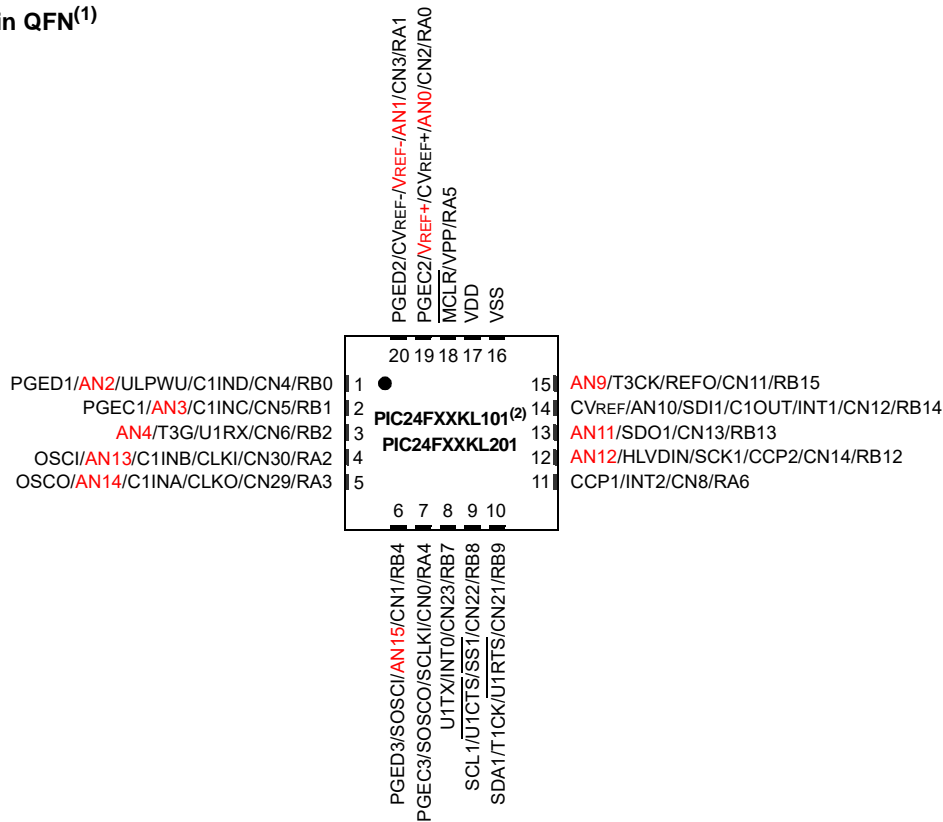 in QFN(1)
PGED2/CVREF-/VREF-/AN1/CN3/RA1
PGEC2/VREF+/CVREF+/AN0/CN2/RA0
MCLR/VPP/RA5
VDD
VSS
20 19 18 17 16
PGED1/AN2/ULPWU/C1IND/CN4/RB0 1
PGEC1/AN3/C1INC/CN5/RB1 2
AN4/T3G/U1RX/CN6/RB2 3
OSCI/AN13/C1INB/CLKI/CN30/RA2 4
OSCO/AN14/C1INA/CLKO/CN29/RA3 5
PIC24FXXKL101(2)
PIC24FXXKL201
15 AN9/T3CK/REFO/CN11/RB15
14 CVREF/AN10/SDI1/C1OUT/INT1/CN12/RB14
13 AN11/SDO1/CN13/RB13
12 AN12/HLVDIN/SCK1/CCP2/CN14/RB12
11 CCP1/INT2/CN8/RA6
6 7 8 9 10
PGED3/SOSCI/AN15/CN1/RB4
PGEC3/SOSCO/SCLKI/CN0/RA4
U1TX/INT0/CN23/RB7
SCL1/U1CTS/SS1/CN22/RB8
SDA1/T1CK/U1RTS/CN21/RB9